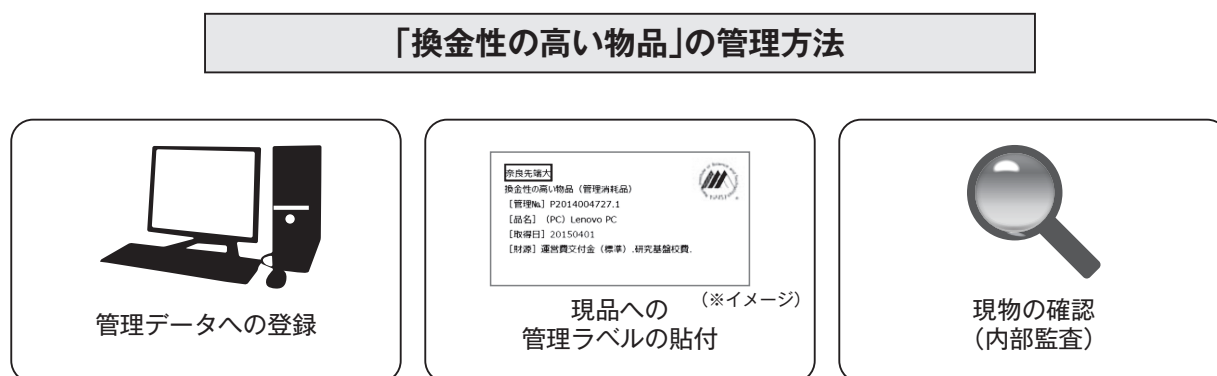 「換金性の高い物品」の管理方法
管理データへの登録
奈良先端大
換金性の高い物品（管理消耗品）
［管理№］P2014004727.1
［品名］（PC）Lenovo PC
［取得日］20150401
［財源］運営費交付金（標準）.研究基盤校費.
（※イメージ）
現品への
管理ラベルの貼付
現物の確認
（内部監査）